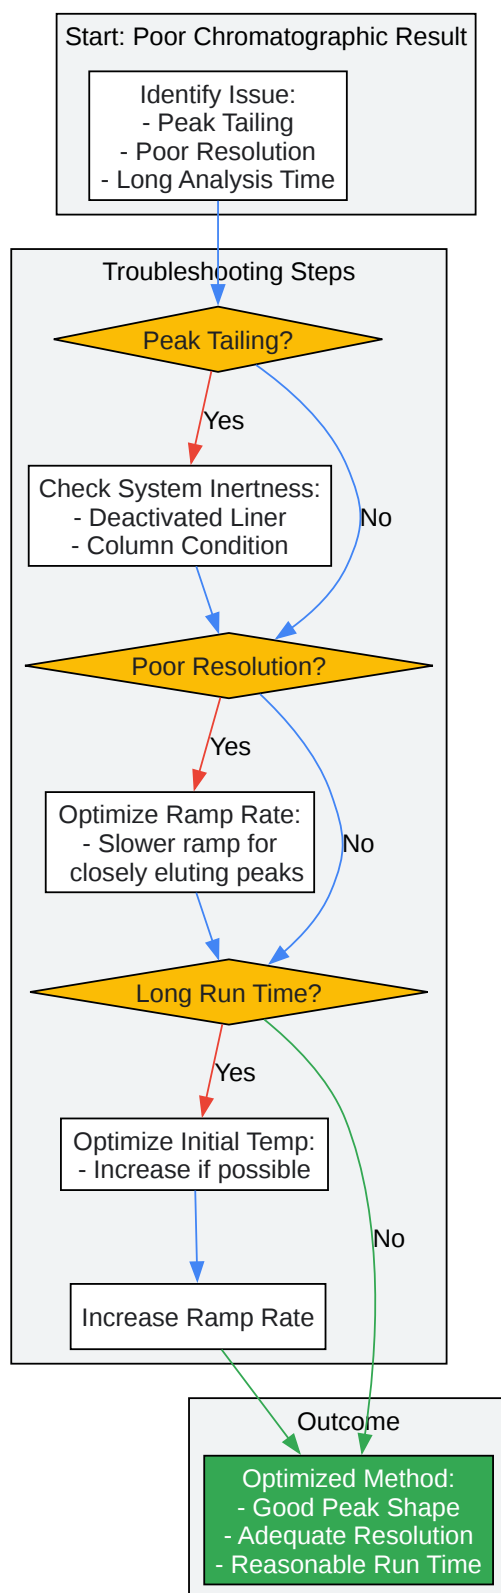 Start: Poor Chromatographic Result
Identify Issue:
- Peak Tailing
- Poor Resolution
- Long Analysis Time
Troubleshooting Steps
Peak Tailing?
Yes
No
Check System Inertness:
- Deactivated Liner
- Column Condition
Poor Resolution?
Yes
No
Optimize Ramp Rate:
- Slower ramp for
closely eluting peaks
Long Run Time?
Yes
No
Optimize Initial Temp:
- Increase if possible
Increase Ramp Rate
Outcome
Optimized Method:
- Good Peak Shape
- Adequate Resolution
- Reasonable Run Time